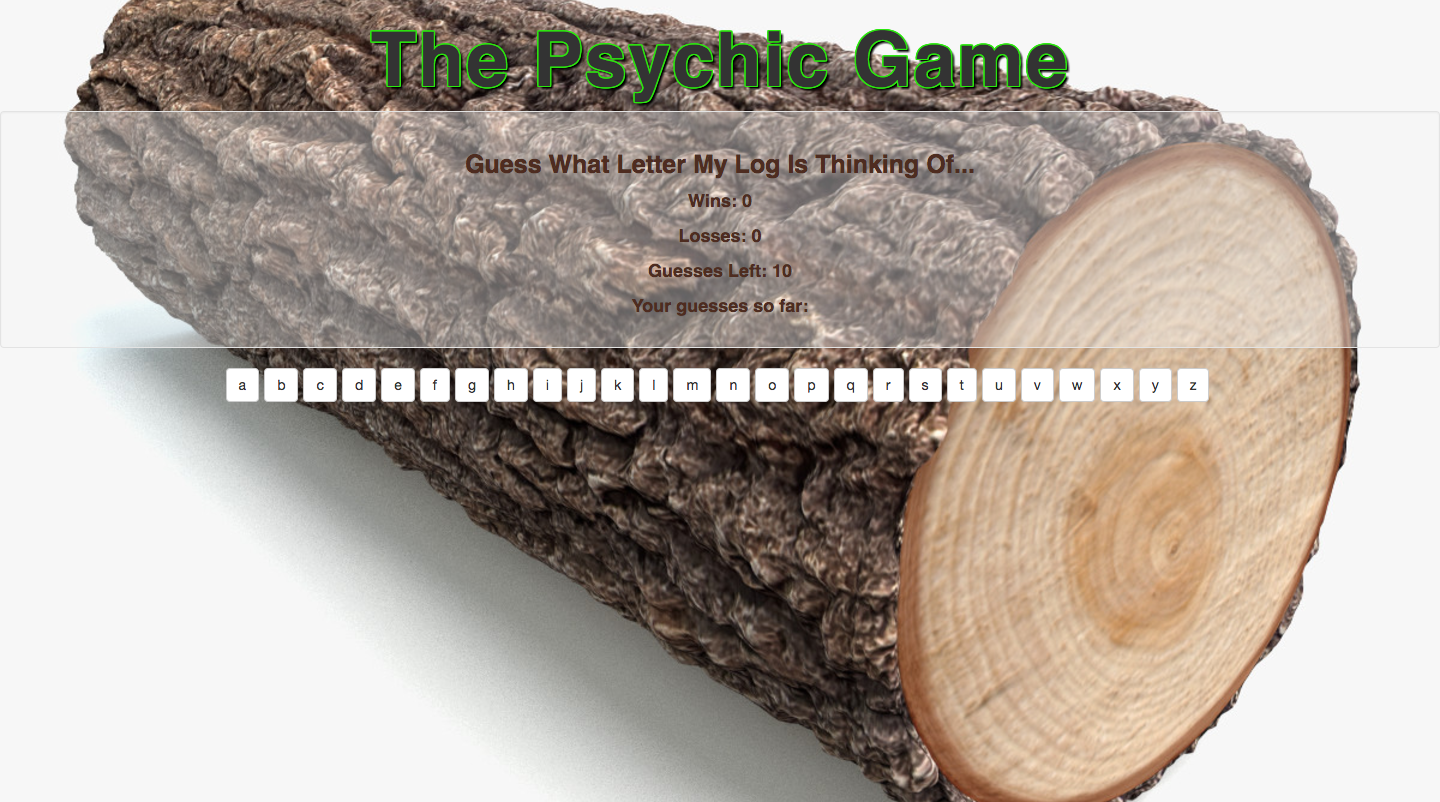 The Psychic Game
Guess What Letter My Log Is Thinking Of...
Wins: 0
Losses: 0
Guesses Left: 10
Your guesses so far:
a b c d e f g h i j k l m n o p q r s t u v w x y z